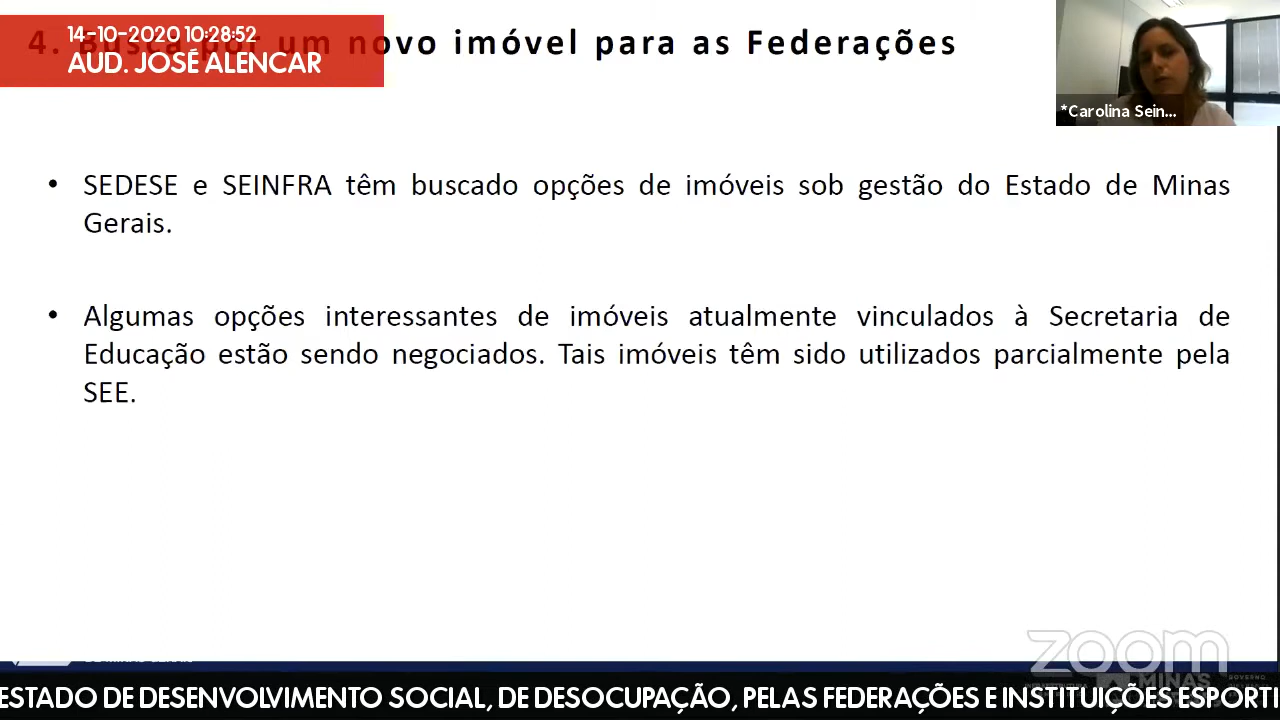 14-10-2020 10:28:52
AUD. JOSÉ ALENCAR
4. Busca por um novo imóvel para as Federações
*Carolina Sein...
• SEDESE e SEINFRA têm buscado opções de imóveis sob gestão do Estado de Minas
Gerais.
• Algumas opções interessantes de imóveis atualmente vinculados à Secretaria de
Educação estão sendo negociados. Tais imóveis têm sido utilizados parcialmente pela
SEE.
zoom
MINAS
ESTADO DE DESENVOLVIMENTO SOCIAL, DE DESOCUPAÇÃO, PELAS FEDERAÇÕES E INSTITUIÇÕES ESPORTI